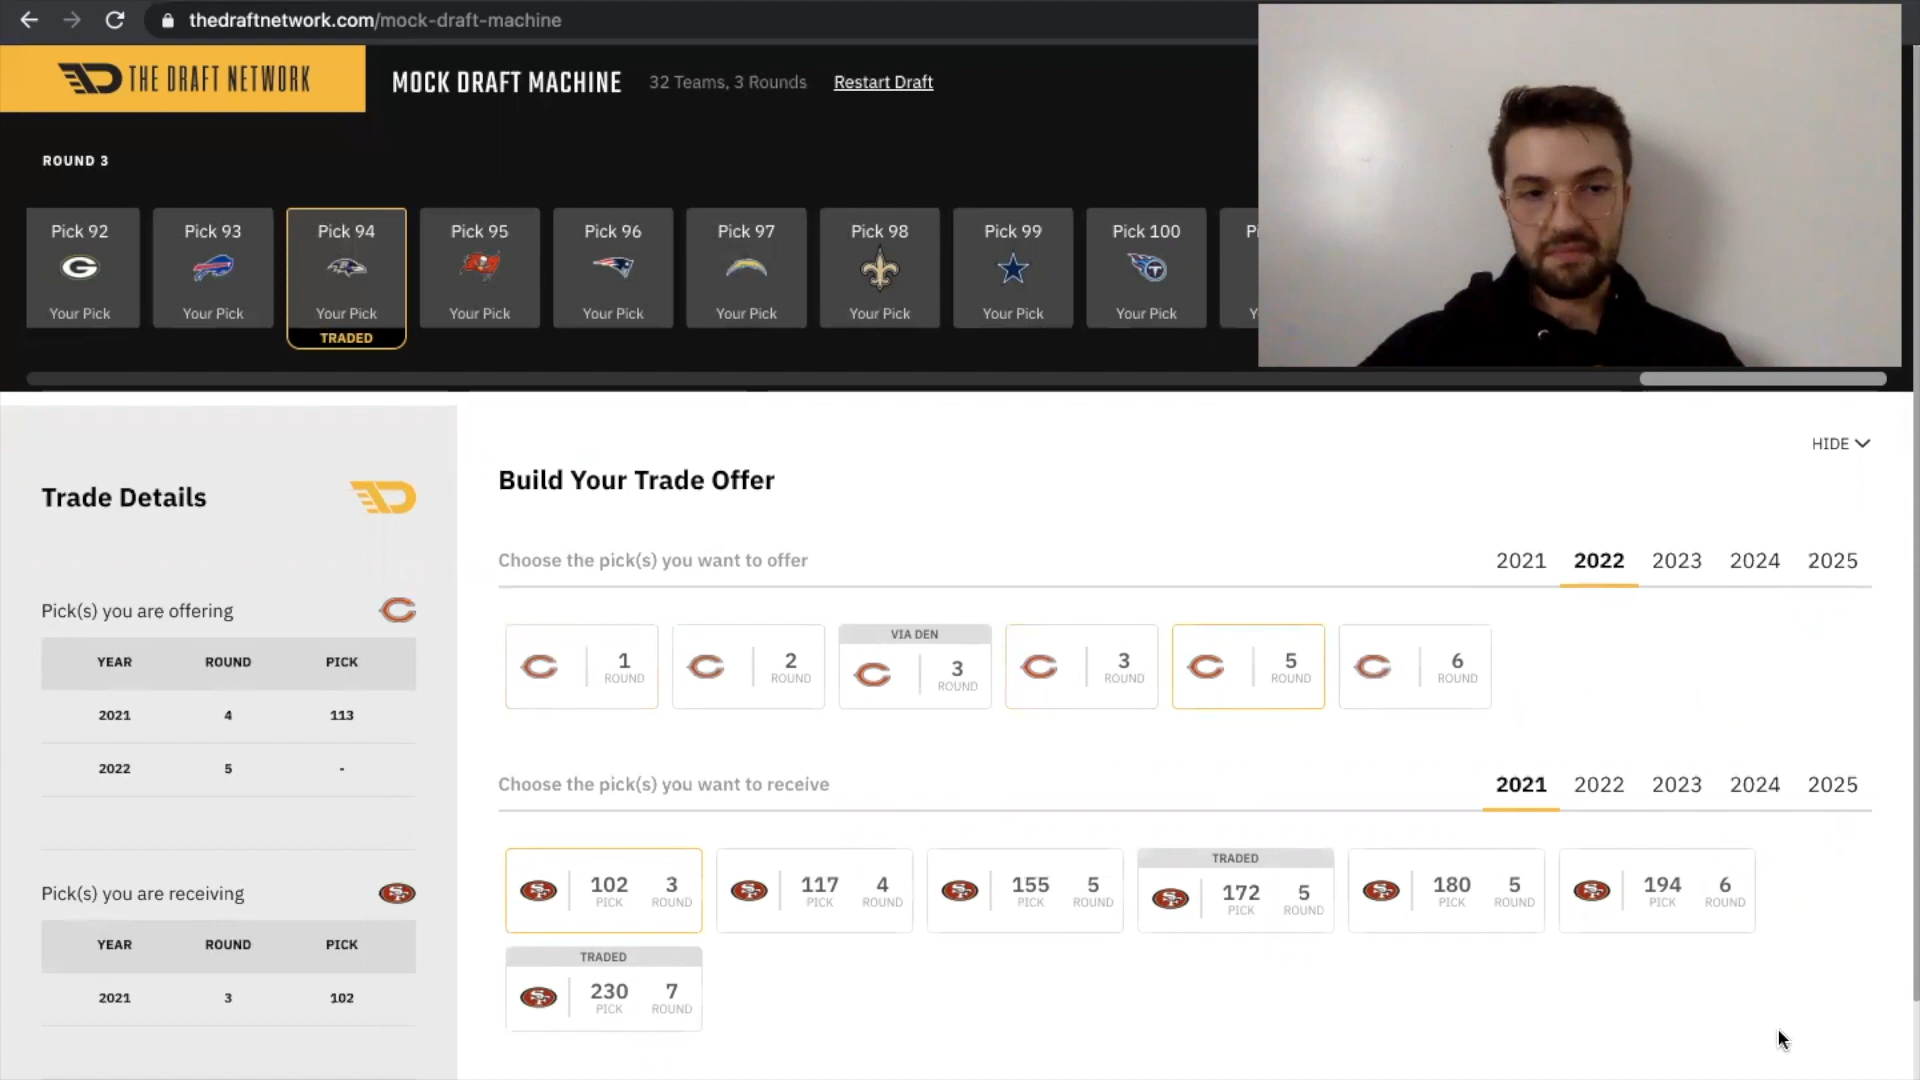 thedraftnetwork.com/mock-draft-machine
THE DRAFT NETWORK
MOCK DRAFT MACHINE
32 Teams, 3 Rounds
Restart Draft
ROUND 3
Pick 92
Pick 93
Pick 94
Pick 95
Pick 96
Pick 97
Pick 98
Pick 99
Pick 100
Your Pick
Your Pick
Your Pick
Your Pick
Your Pick
Your Pick
Your Pick
Your Pick
Your Pick
TRADED
HIDE
Trade Details
Pick(s) you are offering
YEAR ROUND PICK
2021 4 113
2022 5 -
Pick(s) you are receiving
YEAR ROUND PICK
2021 3 102
Build Your Trade Offer
Choose the pick(s) you want to offer
2021 2022 2023 2024 2025
1 ROUND
2 ROUND
VIA DEN
3 ROUND
3 ROUND
5 ROUND
6 ROUND
Choose the pick(s) you want to receive
2021 2022 2023 2024 2025
102 PICK 3 ROUND
117 PICK 4 ROUND
155 PICK 5 ROUND
TRADED
172 PICK 5 ROUND
180 PICK 5 ROUND
194 PICK 6 ROUND
TRADED
230 PICK 7 ROUND